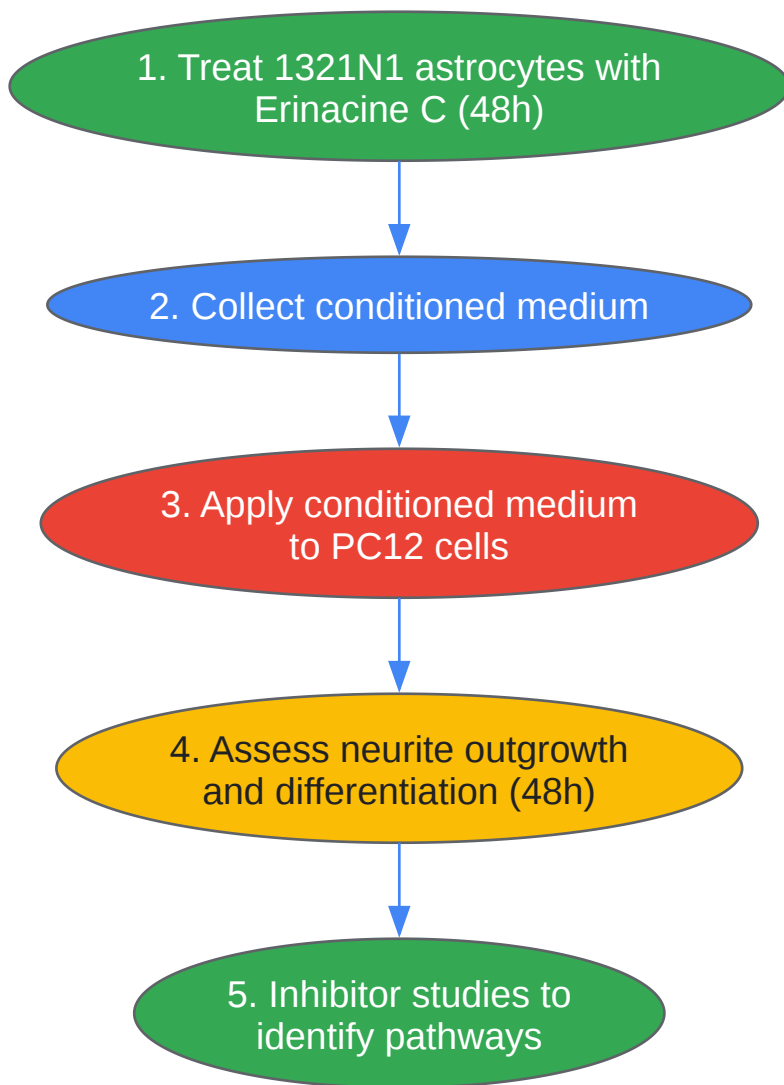 1. Treat 1321N1 astrocytes with
Erinacine C (48h)
2. Collect conditioned medium
3. Apply conditioned medium
to PC12 cells
4. Assess neurite outgrowth
and differentiation (48h)
5. Inhibitor studies to
identify pathways